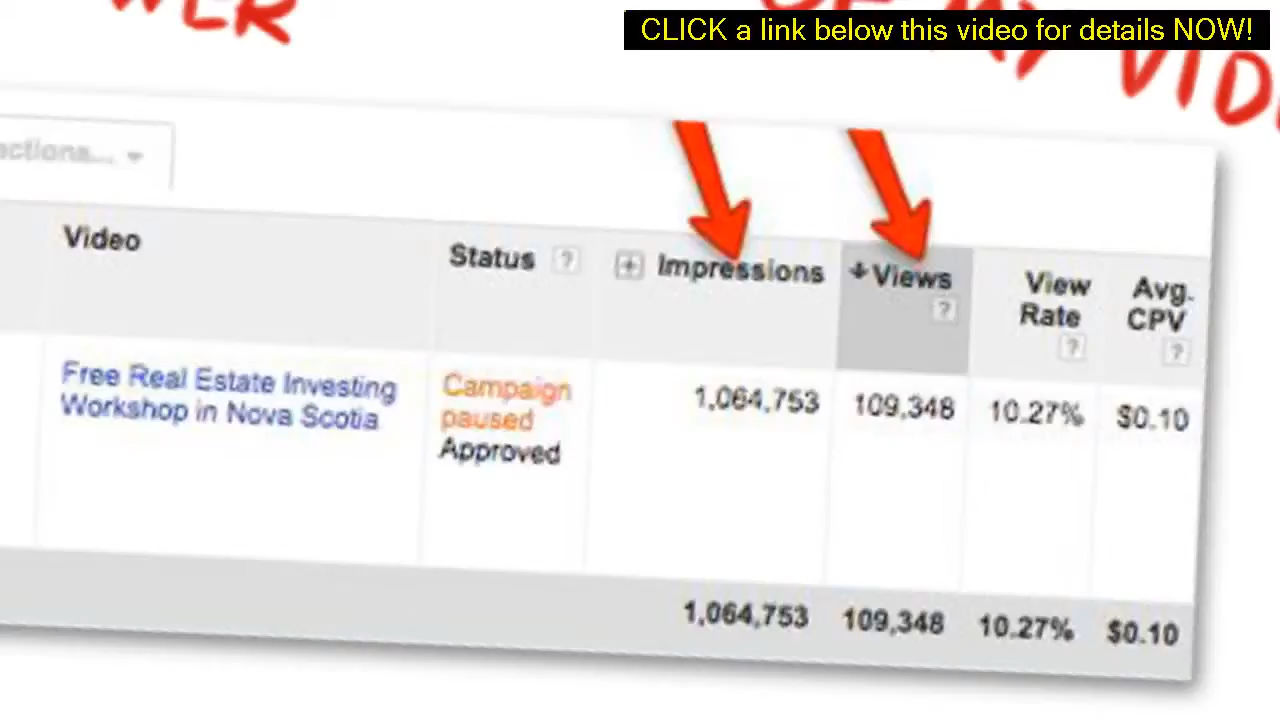 CLICK a link below this video for details NOW!
OF MY
Video
Status ?
Impressions
Views
?
View
Rate
?
Avg.
CPV
?
Free Real Estate Investing
Workshop in Nova Scotia
Campaign
paused
Approved
1,064,753
109,348
10.27%
$0.10
1,064,753
109,348
10.27%
$0.10